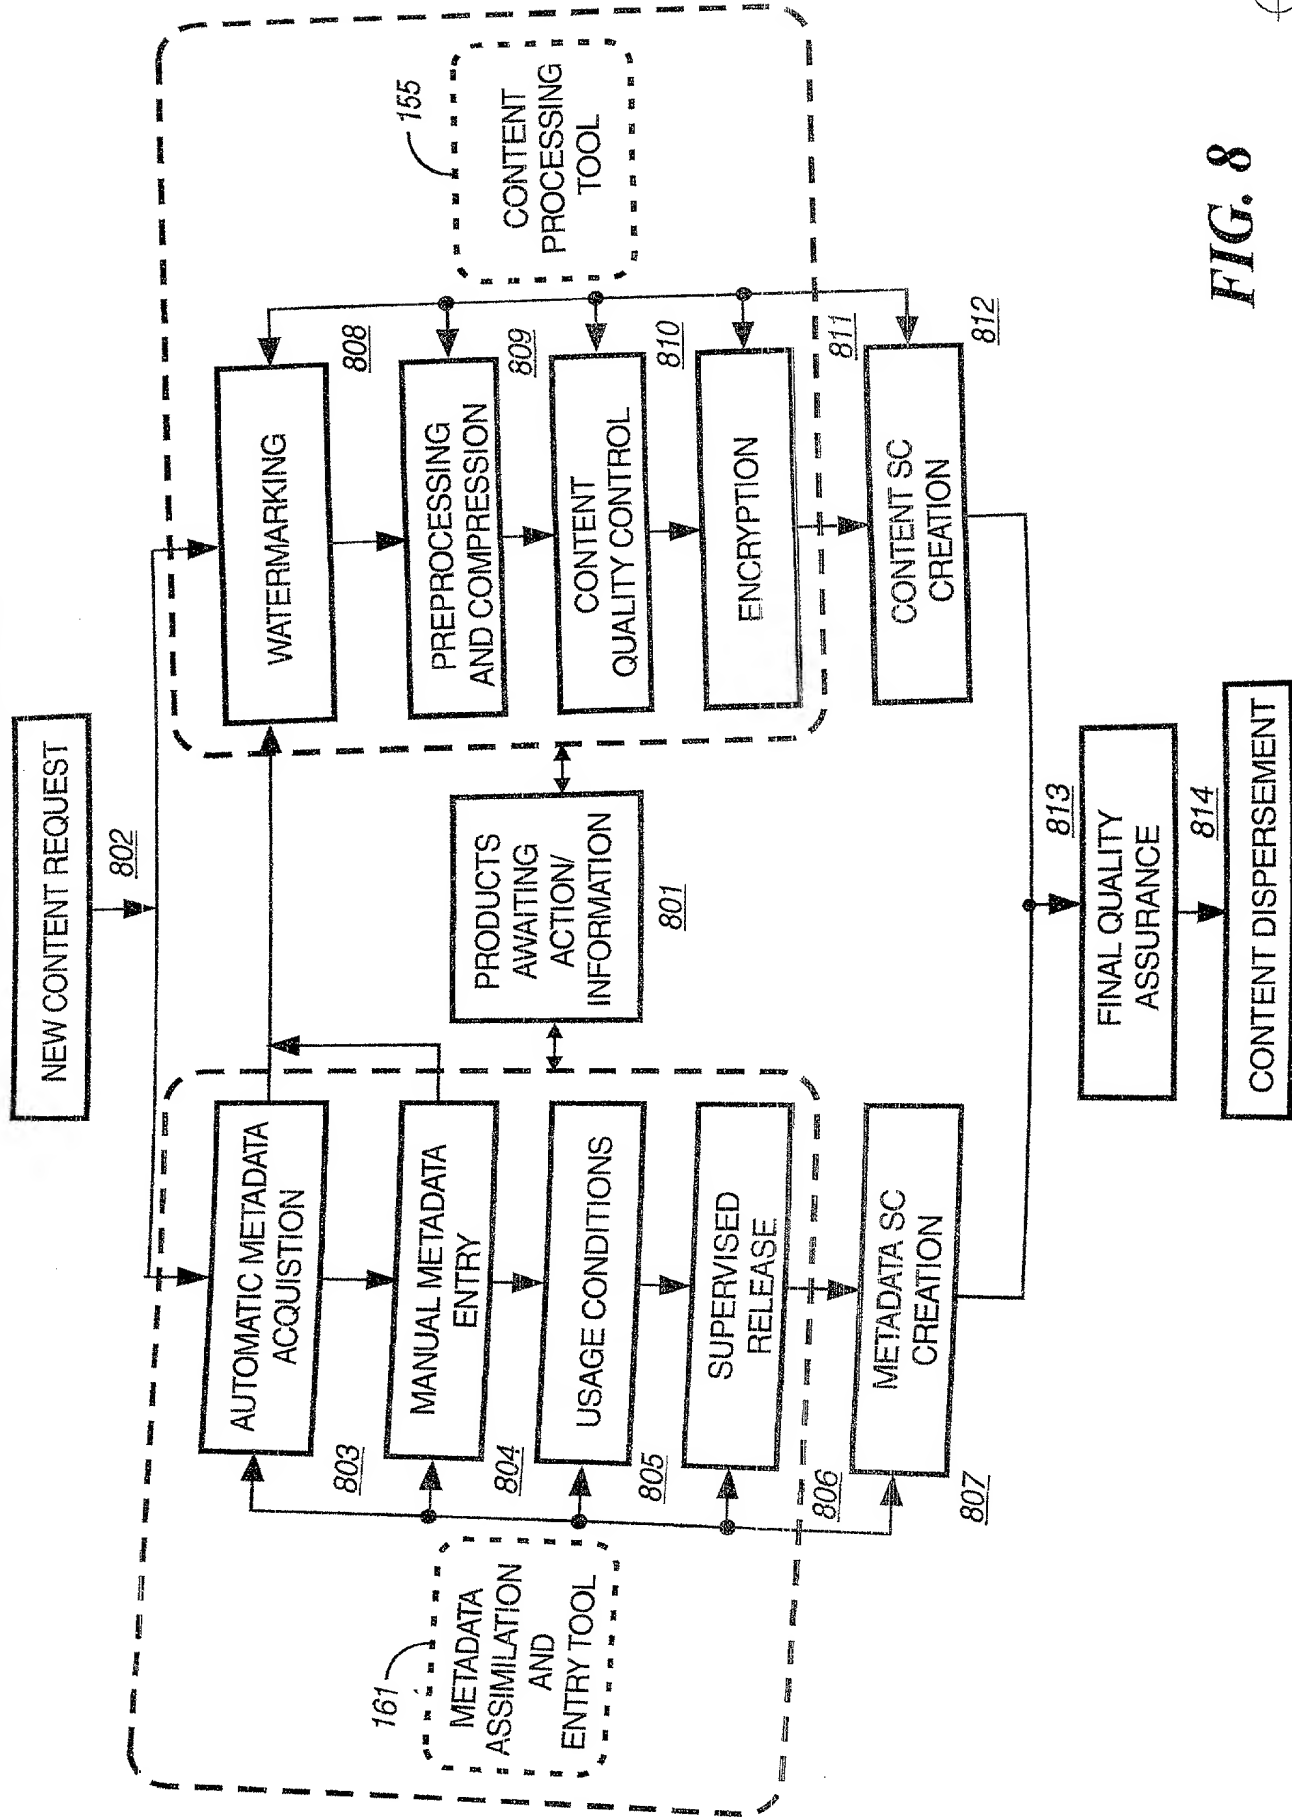 NEW CONTENT REQUEST
802
AUTOMATIC METADATA
ACQUISTION
803
MANUAL METADATA
ENTRY
804
USAGE CONDITIONS
805
SUPERVISED
RELEASE
806
METADATA SC
CREATION
807
161
METADATA
ASSIMILATION
AND
ENTRY TOOL
PRODUCTS
AWAITING
ACTION/
INFORMATION
801
WATERMARKING
808
PREPROCESSING
AND COMPRESSION
809
CONTENT
QUALITY CONTROL
810
ENCRYPTION
811
CONTENT SC
CREATION
812
155
CONTENT
PROCESSING
TOOL
813
FINAL QUALITY
ASSURANCE
814
CONTENT DISPERSEMENT
FIG. 8